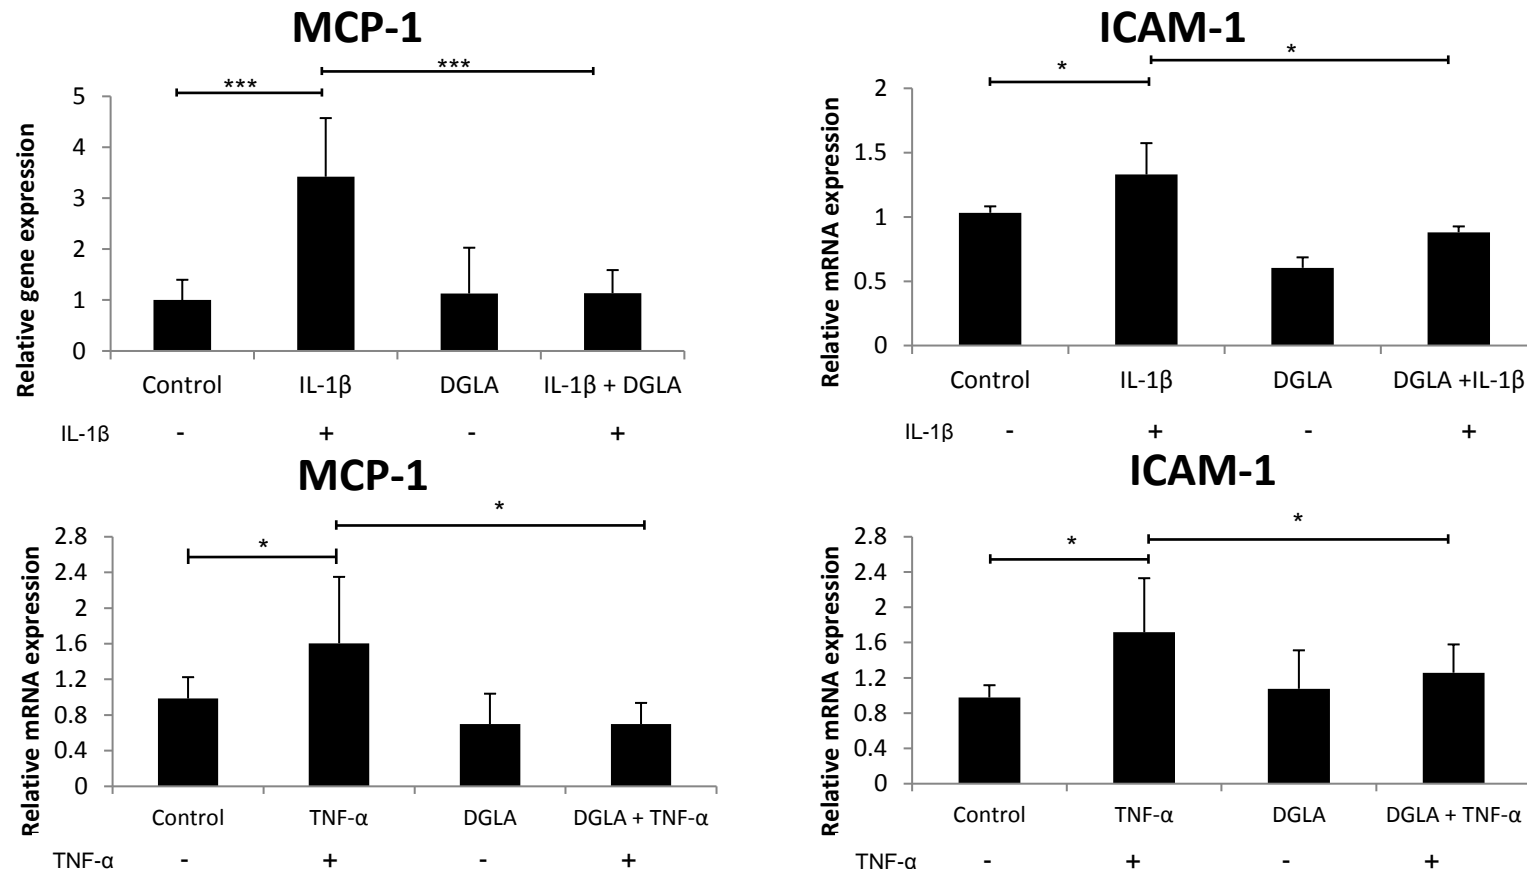 MCP-1
***
***
Relative gene expression
5
4
3
2
1
0
Control IL-1β DGLA IL-1β + DGLA
IL-1β - + - +
ICAM-1
*
*
Relative mRNA expression
2
1.5
1
0.5
0
Control IL-1β DGLA DGLA +IL-1β
IL-1β - + - +
MCP-1
*
*
Relative mRNA expression
2.8
2.4
2
1.6
1.2
0.8
0.4
0
Control TNF-α DGLA DGLA + TNF-α
TNF-α - + - +
ICAM-1
*
*
Relative mRNA expression
2.8
2.4
2
1.6
1.2
0.8
0.4
0
Control TNF-α DGLA DGLA + TNF-α
TNF-α - + - +